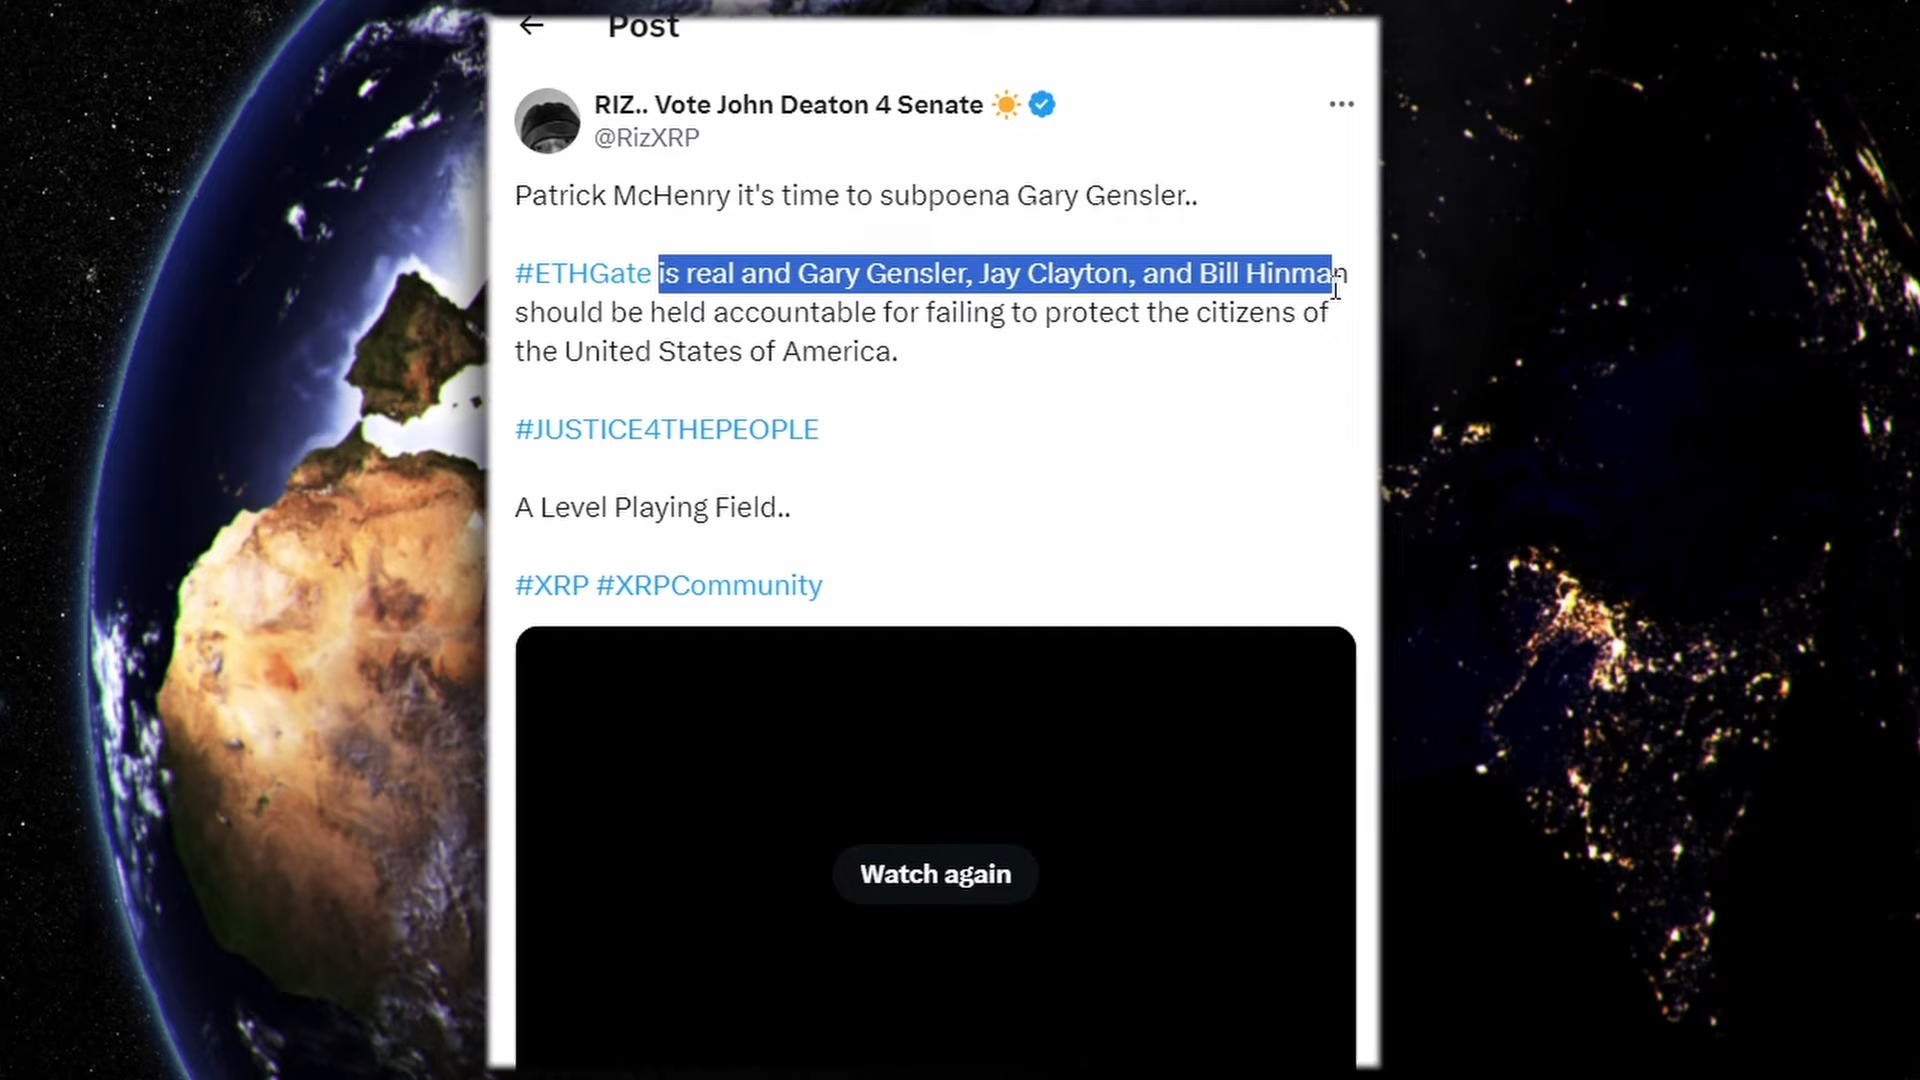 Post
RIZ.. Vote John Deaton 4 Senate
@RizXRP
Patrick McHenry it's time to subpoena Gary Gensler..
#ETHGate is real and Gary Gensler, Jay Clayton, and Bill Hinman
should be held accountable for failing to protect the citizens of
the United States of America.
#JUSTICE4THEPEOPLE
A Level Playing Field..
#XRP #XRPCommunity
Watch again